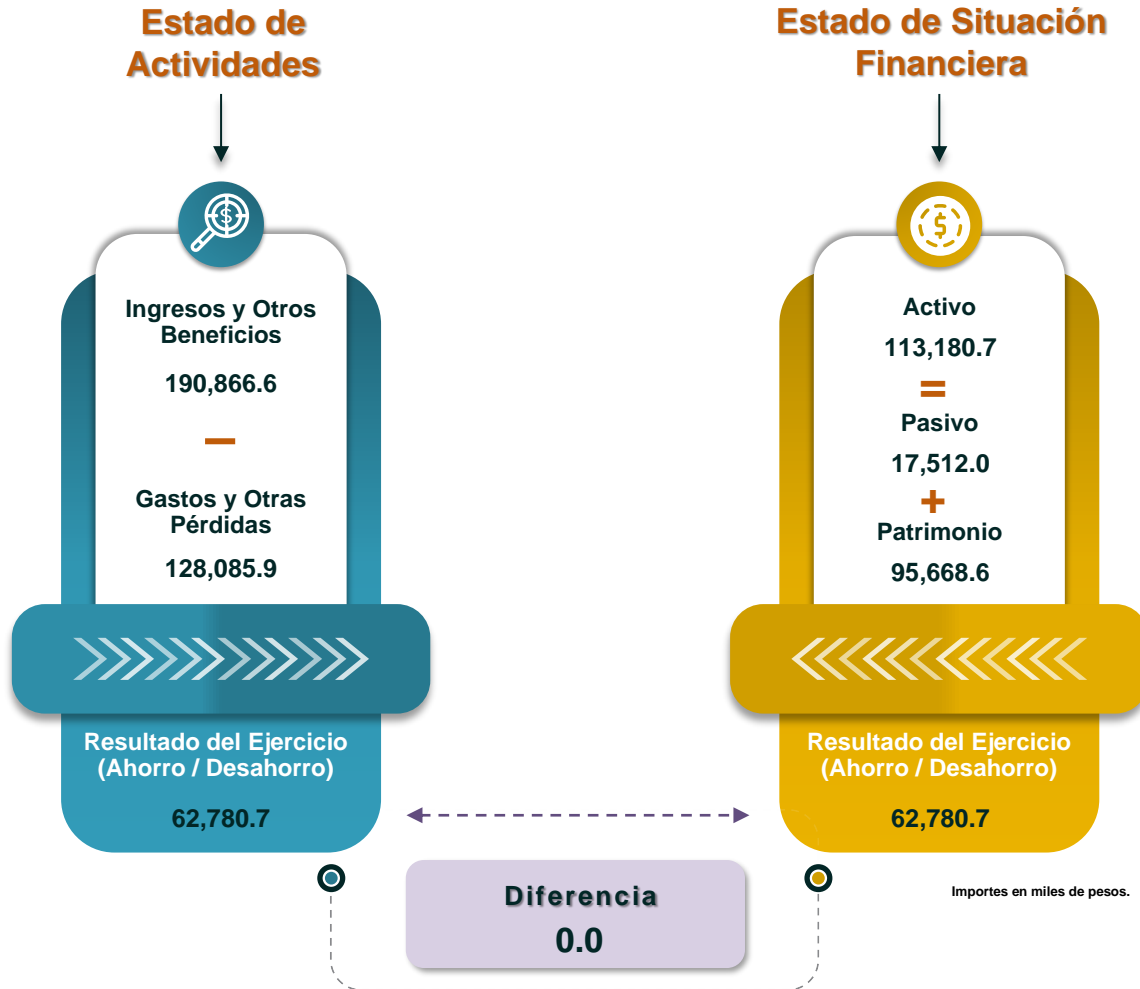 Estado de
Actividades
Ingresos y Otros
Beneficios
190,866.6
–
Gastos y Otras
Pérdidas
128,085.9
Resultado del Ejercicio
(Ahorro / Desahorro)
62,780.7
Estado de Situación
Financiera
Activo
113,180.7
=
Pasivo
17,512.0
+
Patrimonio
95,668.6
Resultado del Ejercicio
(Ahorro / Desahorro)
62,780.7
Diferencia
0.0
Importes en miles de pesos.